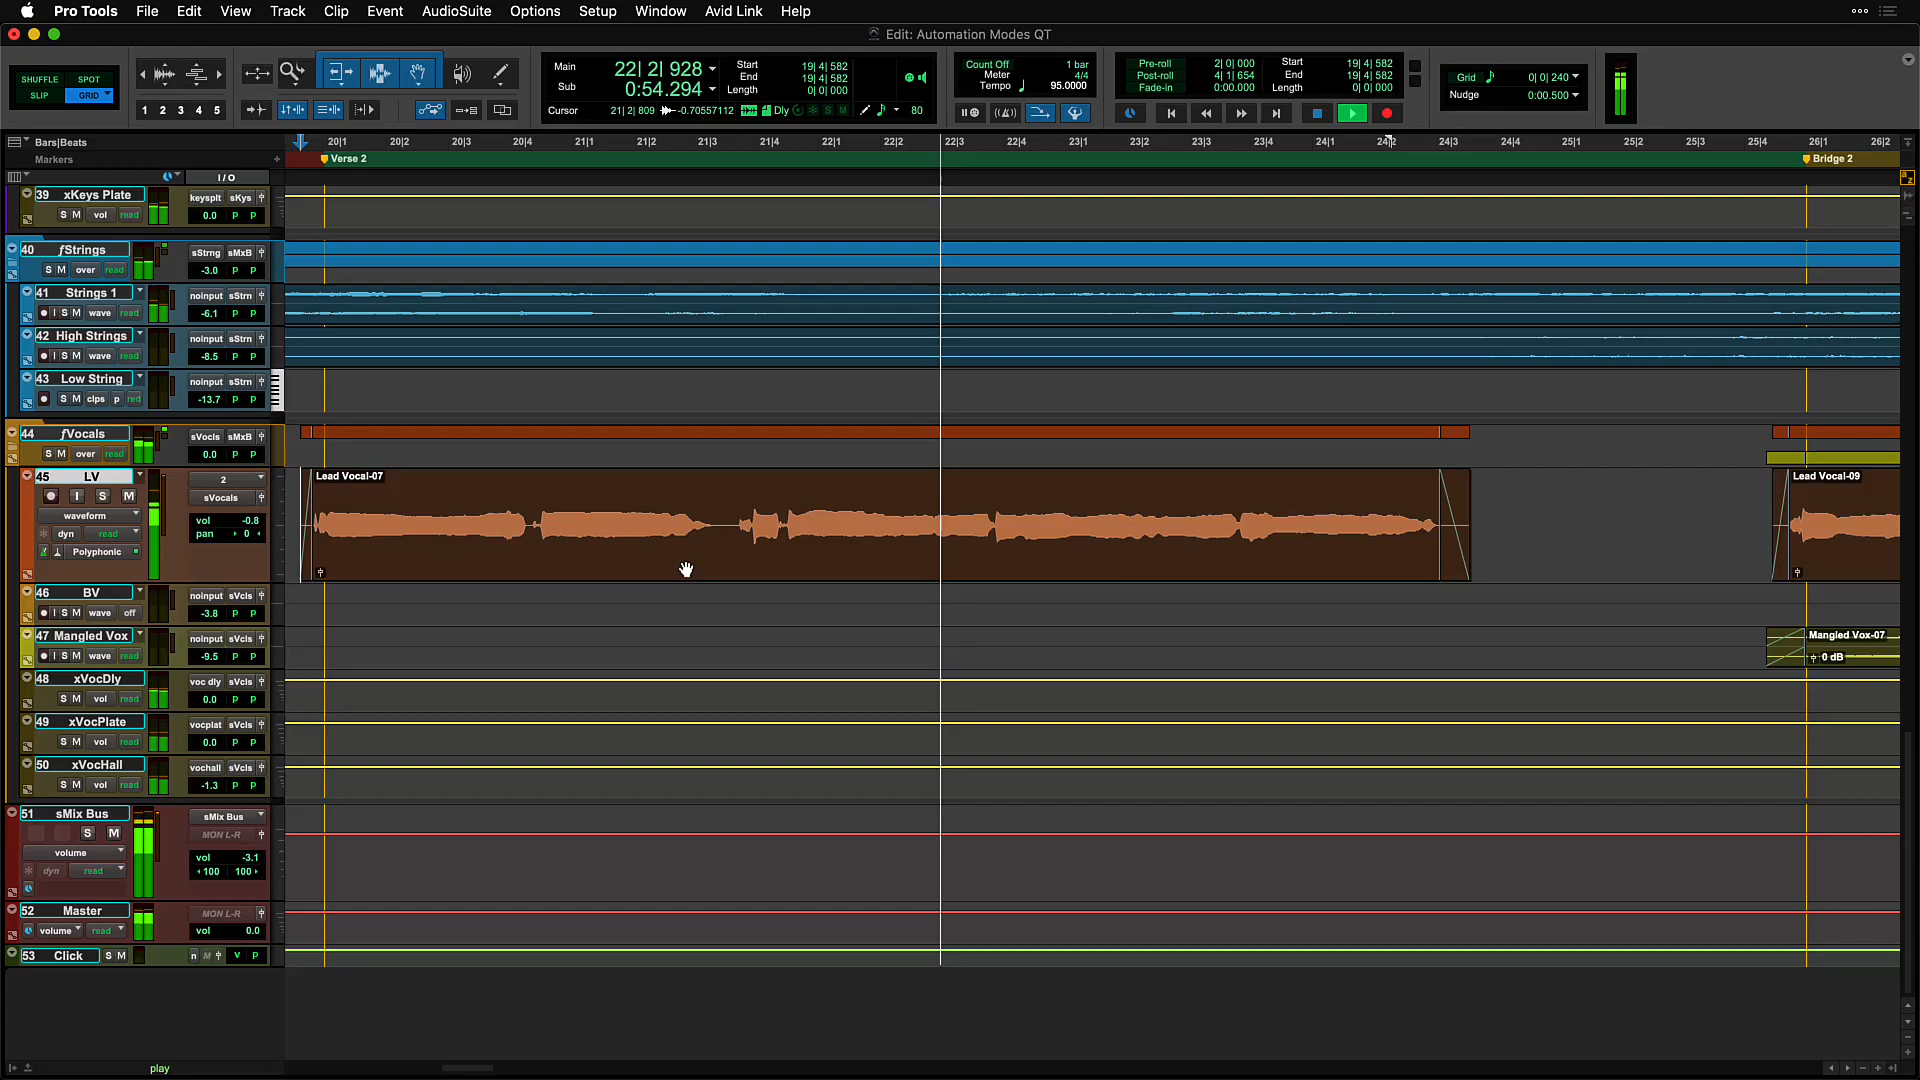 Pro Tools File Edit View Track Clip Event AudioSuite Options Setup Window Avid Link Help
Edit: Automation Modes QT
SHUFFLE SPOT
SLIP GRID
1 2 3 4 5
Main 22| 2| 928
Sub 0:54.294
Start 19| 4| 582
End 19| 4| 582
Length 0| 0| 000
Cursor 21| 2| 809 -0.70557112 Dly S M 80
Count Off 1 bar
Meter 4/4
Tempo 95.0000
Pre-roll 2| 0| 000
Post-roll 4| 1| 654
Fade-in 0:00.000
Start 19| 4| 582
End 19| 4| 582
Length 0| 0| 000
Grid 0| 0| 240
Nudge 0:00.500
Bars|Beats 20|1 20|2 20|3 20|4 21|1 21|2 21|3 21|4 22|1 22|2 22|3 22|4 23|1 23|2 23|3 23|4 24|1 24|2 24|3 24|4 25|1 25|2 25|3 25|4 26|1 26|2
Markers + Verse 2 Bridge 2
I / O
39 xKeys Plate keysplt sKys
S M vol read 0.0 P P
40 ƒStrings sStrng sMxB
S M over read -3.0 P P
41 Strings 1 noinput sStrn
I S M wave read -6.1 P P
42 High Strings noinput sStrn
I S M wave read -8.5 P P
43 Low String noinput sStrn
S M clps p red -13.7 P P
44 ƒVocals sVocls sMxB
S M over read 0.0 P P
45 LV 2 Lead Vocal-07 Lead Vocal-09
I S M sVocals
waveform vol -0.8
dyn read pan 0
Polyphonic
46 BV noinput sVcls
I S M wave off -3.8 P P
47 Mangled Vox noinput sVcls Mangled Vox-07
I S M wave read -9.5 P P 0 dB
48 xVocDly voc dly sVcls
S M vol read 0.0 P P
49 xVocPlate vocplat sVcls
S M vol read 0.0 P P
50 xVocHall vochall sVcls
S M vol read -1.3 P P
51 sMix Bus sMix Bus
S M MON L-R
volume vol -3.1
dyn read 100 100
52 Master MON L-R
volume read vol 0.0
53 Click S M n M V P
play